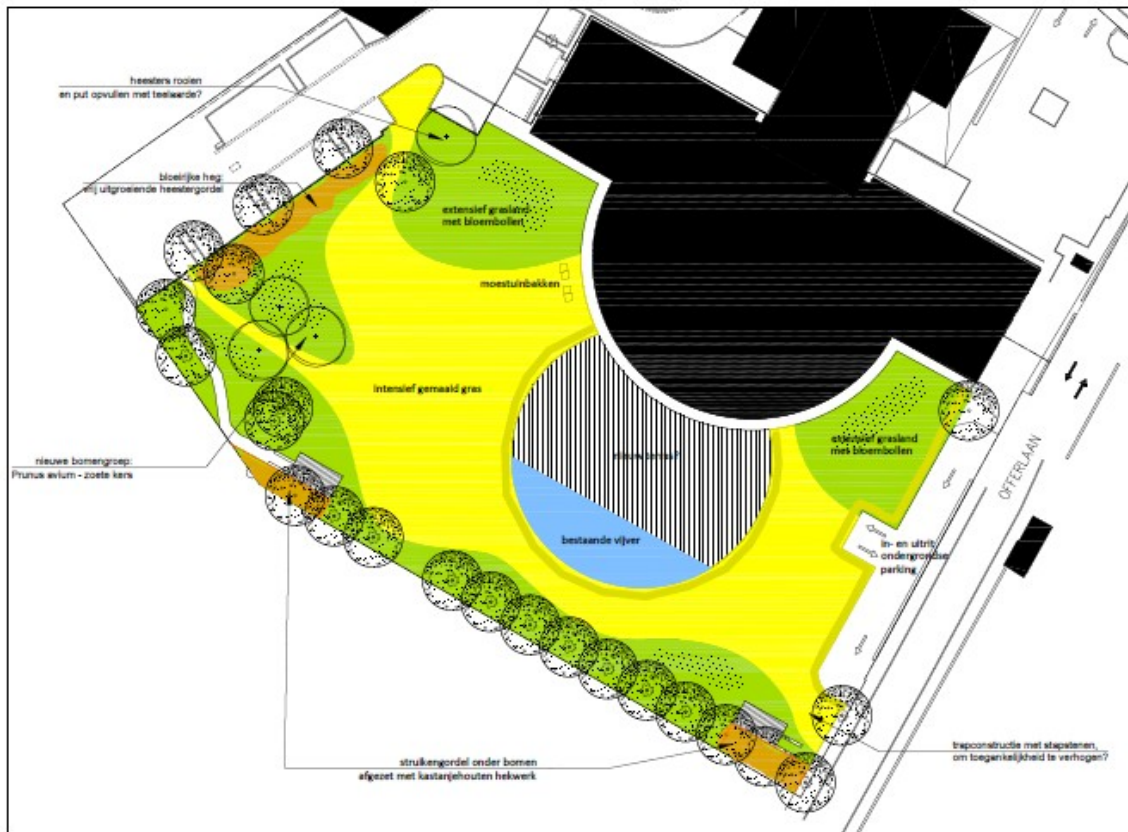 heesters rooien
en put opvullen met teelaarde?
bloeirijke heg:
vrij uitgroeiende heestergordel
extensief grasland
met bloembollen
moestuinbakken
intensief gemaaid gras
extensief grasland
met bloembollen
nieuw terras?
nieuwe bomengroep:
Prunus avium - zoete kers
bestaande vijver
in- en uitrit
ondergrondse
parking
OFFERLAAN
struikengordel onder bomen
afgezet met kastanjehouten hekwerk
trapconstructie met stapstenen,
om toegankelijkheid te verhogen?